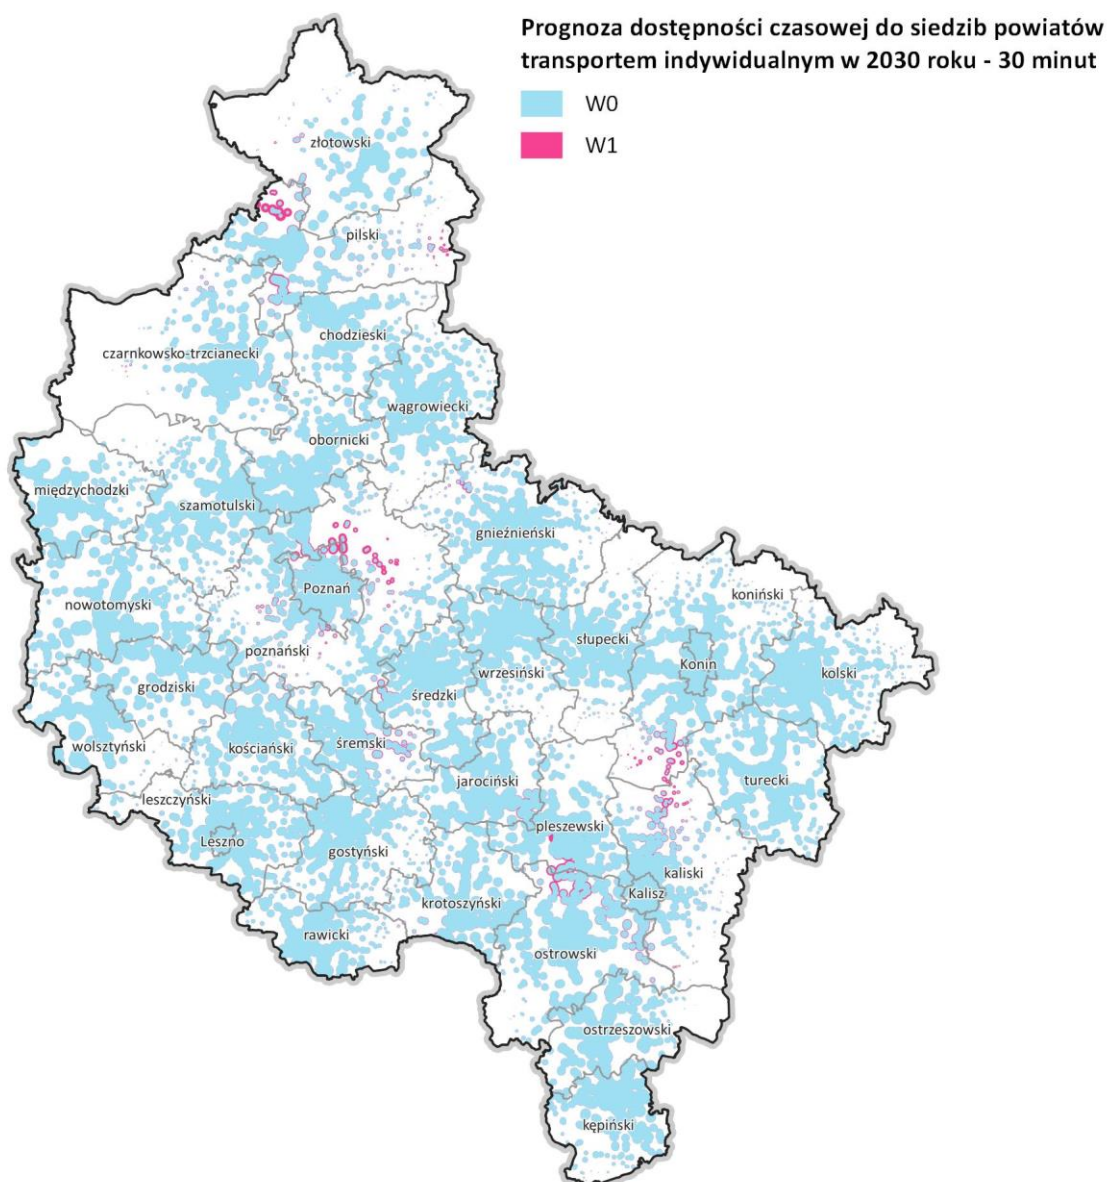 Prognoza dostępności czasowej do siedzib powiatów
transportem indywidualnym w 2030 roku - 30 minut
W0
W1
złotowski
pilski
chodzieski
czarnkowsko-trzcianecki
wągrowiecki
obornicki
międzychodzki
szamotulski
gnieźnieński
Poznań
koniński
nowotomyski
słupecki
poznański
Konin
wrzesiński
kolski
grodziski
średzki
wolsztyński
kościański
śremski
jarociński
turecki
leszczyński
pleszewski
Leszno
gostyński
kaliski
Kalisz
krotoszyński
rawicki
ostrowski
ostrzeszowski
kępiński